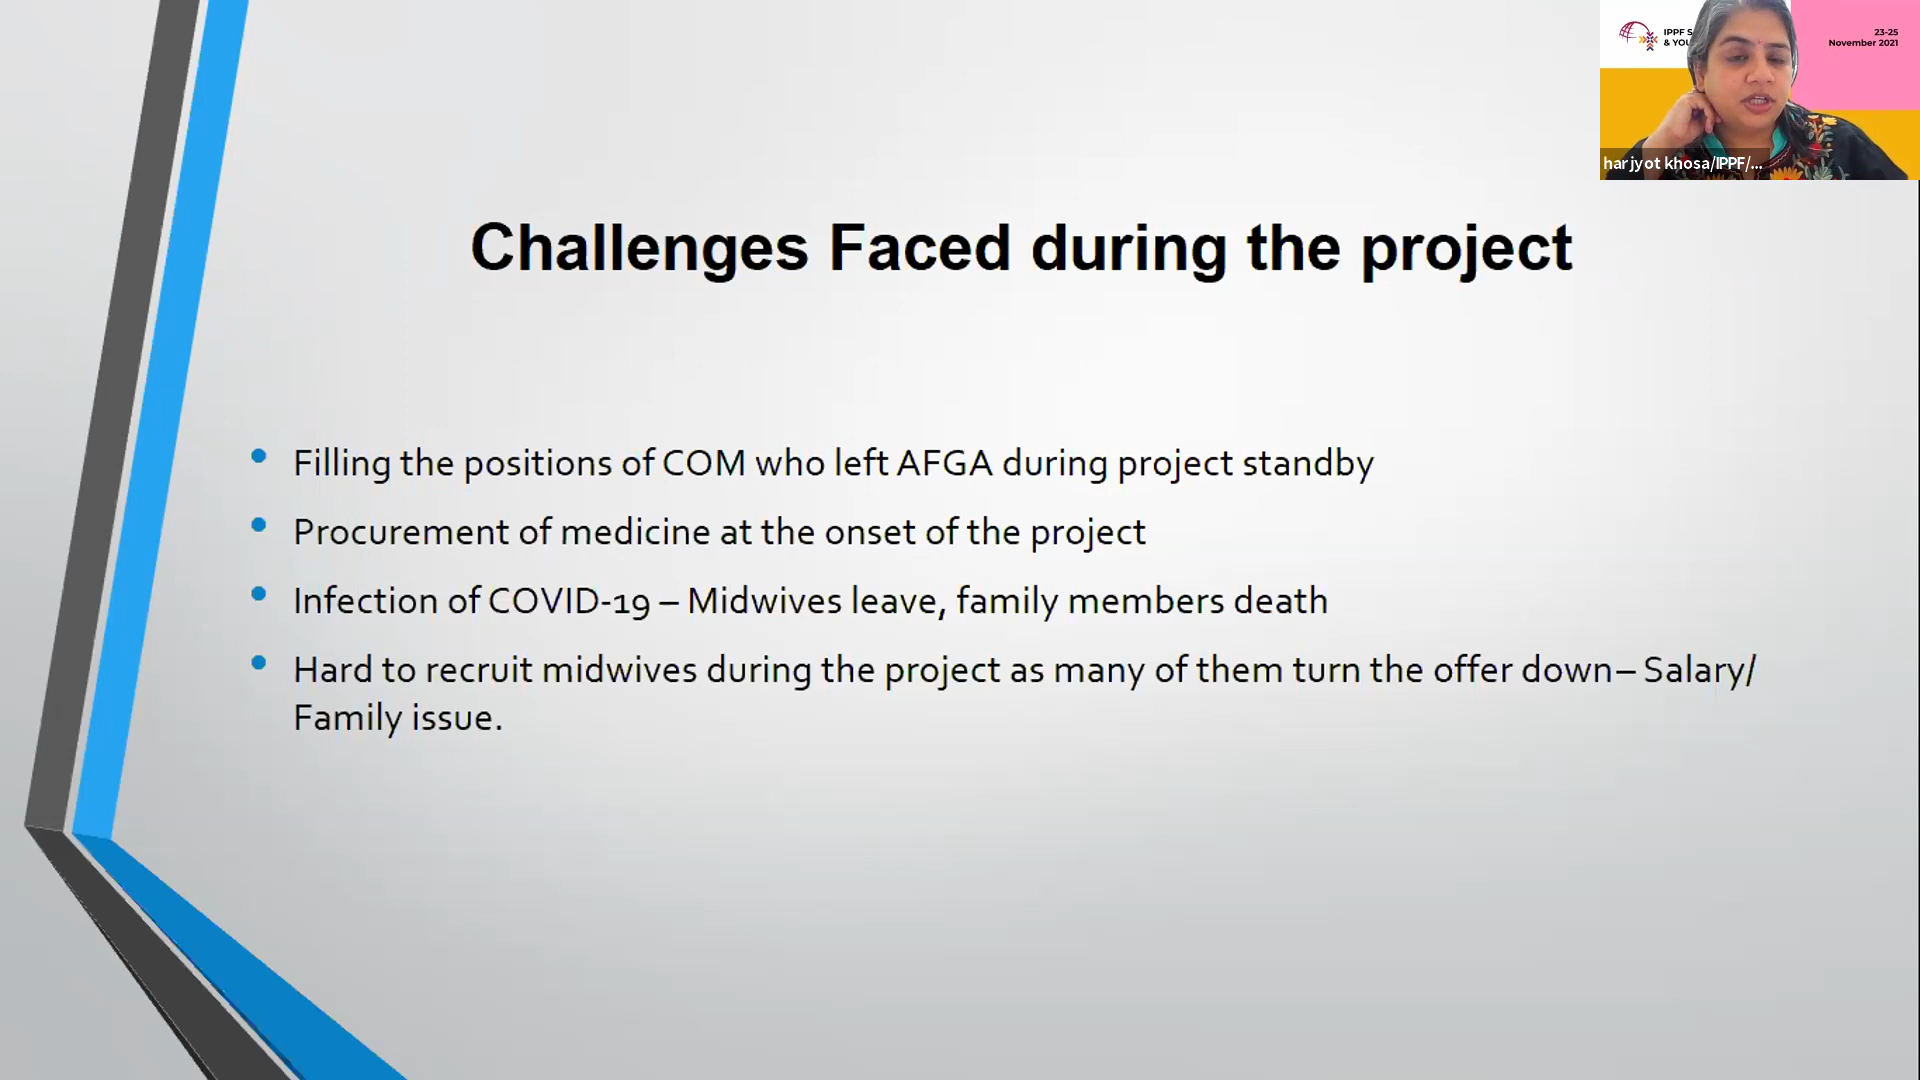 IPPF
& YOU
23-25
November 2021
harjyot khosa/IPPF/...
Challenges Faced during the project
• Filling the positions of COM who left AFGA during project standby
• Procurement of medicine at the onset of the project
• Infection of COVID-19 – Midwives leave, family members death
• Hard to recruit midwives during the project as many of them turn the offer down– Salary/
Family issue.